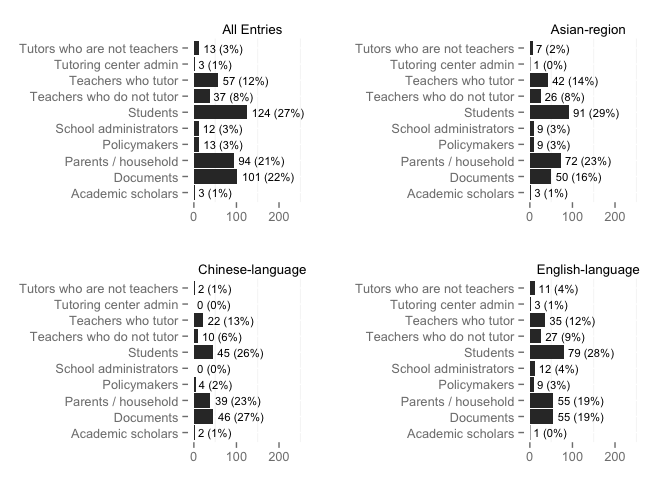 All Entries
Tutors who are not teachers 13 (3%)
Tutoring center admin 3 (1%)
Teachers who tutor 57 (12%)
Teachers who do not tutor 37 (8%)
Students 124 (27%)
School administrators 12 (3%)
Policymakers 13 (3%)
Parents / household 94 (21%)
Documents 101 (22%)
Academic scholars 3 (1%)
0 100 200
Asian-region
Tutors who are not teachers 7 (2%)
Tutoring center admin 1 (0%)
Teachers who tutor 42 (14%)
Teachers who do not tutor 26 (8%)
Students 91 (29%)
School administrators 9 (3%)
Policymakers 9 (3%)
Parents / household 72 (23%)
Documents 50 (16%)
Academic scholars 3 (1%)
0 100 200
Chinese-language
Tutors who are not teachers 2 (1%)
Tutoring center admin 0 (0%)
Teachers who tutor 22 (13%)
Teachers who do not tutor 10 (6%)
Students 45 (26%)
School administrators 0 (0%)
Policymakers 4 (2%)
Parents / household 39 (23%)
Documents 46 (27%)
Academic scholars 2 (1%)
0 100 200
English-language
Tutors who are not teachers 11 (4%)
Tutoring center admin 3 (1%)
Teachers who tutor 35 (12%)
Teachers who do not tutor 27 (9%)
Students 79 (28%)
School administrators 12 (4%)
Policymakers 9 (3%)
Parents / household 55 (19%)
Documents 55 (19%)
Academic scholars 1 (0%)
0 100 200